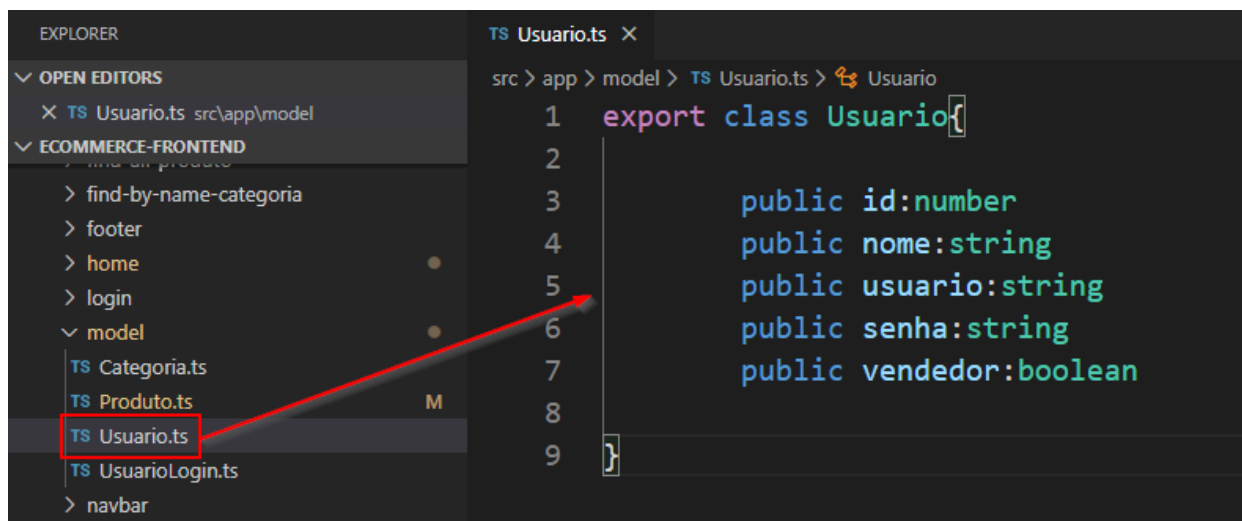 EXPLORER
OPEN EDITORS
TS Usuario.ts src\app\model
ECOMMERCE-FRONTEND
find-all-produto
find-by-name-categoria
footer
home
login
model
TS Categoria.ts
TS Produto.ts M
TS Usuario.ts
TS UsuarioLogin.ts
navbar
TS Usuario.ts
src > app > model > TS Usuario.ts > Usuario
1 export class Usuario{
2
3 public id:number
4 public nome:string
5 public usuario:string
6 public senha:string
7 public vendedor:boolean
8
9 }